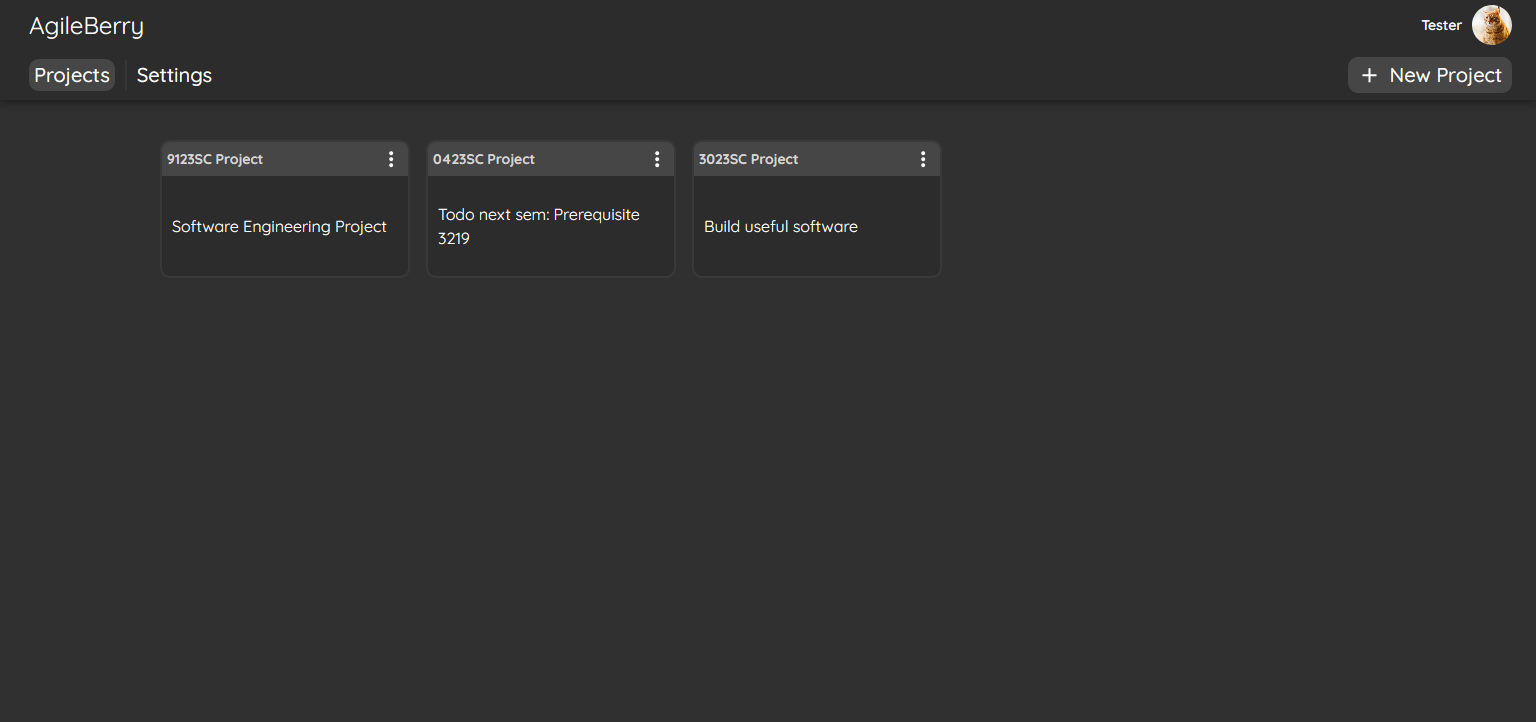 AgileBerry
Tester
Projects
Settings
+ New Project
9123SC Project
0423SC Project
3023SC Project
Software Engineering Project
Todo next sem: Prerequisite
3219
Build useful software